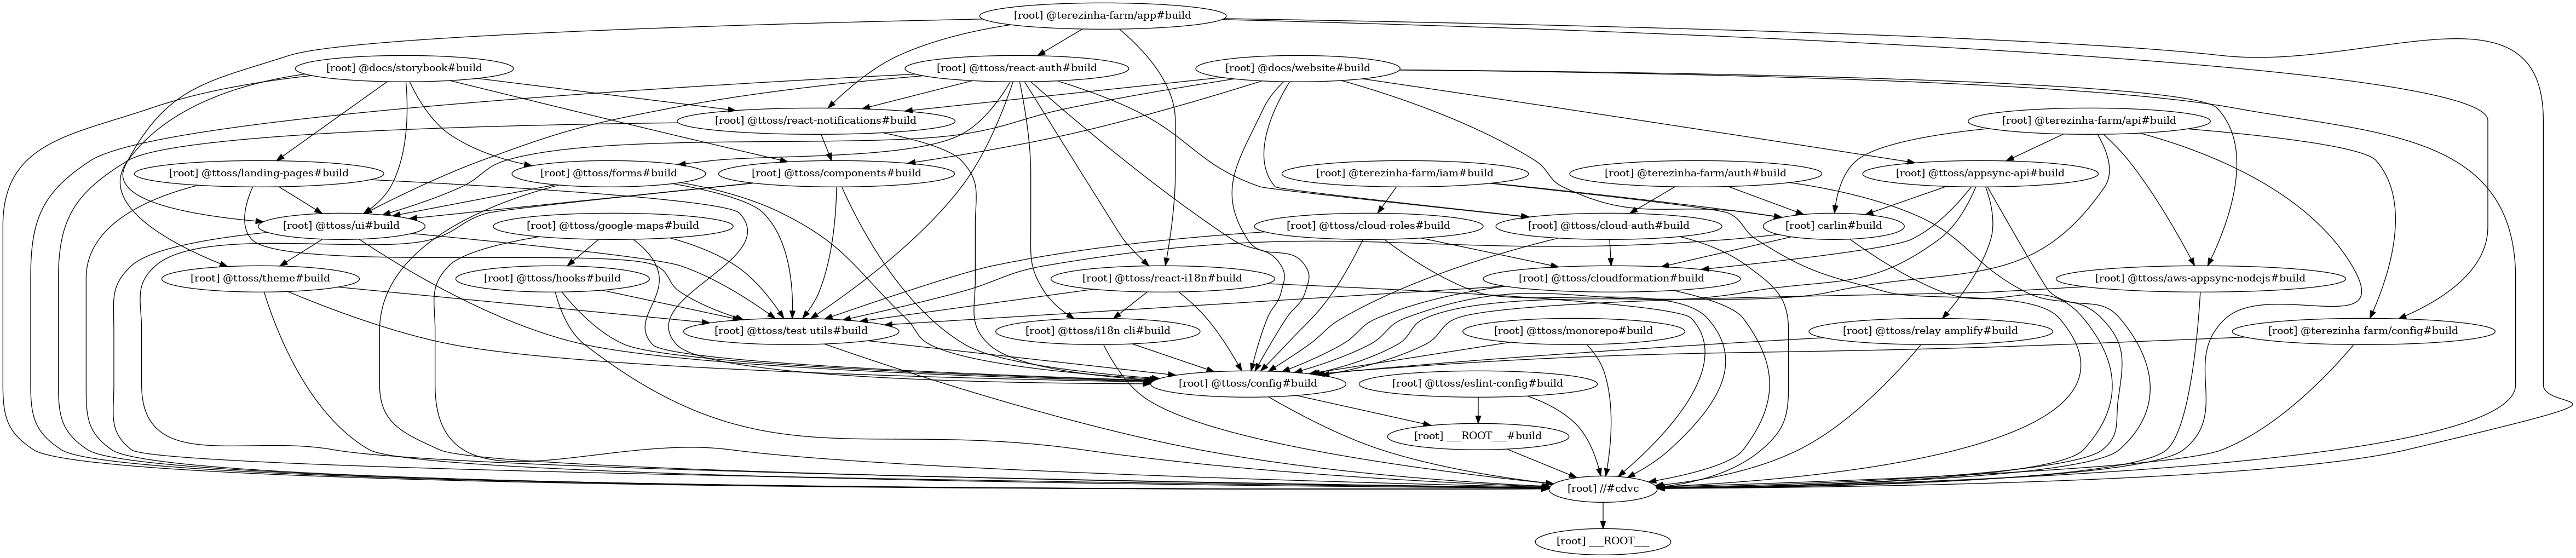 [root] @terezinha-farm/app#build
[root] @docs/storybook#build
[root] @ttoss/react-auth#build
[root] @docs/website#build
[root] @ttoss/react-notifications#build
[root] @terezinha-farm/api#build
[root] @ttoss/landing-pages#build
[root] @ttoss/forms#build
[root] @ttoss/components#build
[root] @terezinha-farm/iam#build
[root] @terezinha-farm/auth#build
[root] @ttoss/appsync-api#build
[root] @ttoss/ui#build
[root] @ttoss/google-maps#build
[root] @ttoss/cloud-roles#build
[root] @ttoss/cloud-auth#build
[root] carlin#build
[root] @ttoss/theme#build
[root] @ttoss/hooks#build
[root] @ttoss/react-i18n#build
[root] @ttoss/cloudformation#build
[root] @ttoss/aws-appsync-nodejs#build
[root] @ttoss/test-utils#build
[root] @ttoss/i18n-cli#build
[root] @ttoss/monorepo#build
[root] @ttoss/relay-amplify#build
[root] @terezinha-farm/config#build
[root] @ttoss/config#build
[root] @ttoss/eslint-config#build
[root] ___ROOT___#build
[root] //#cdvc
[root] ___ROOT___